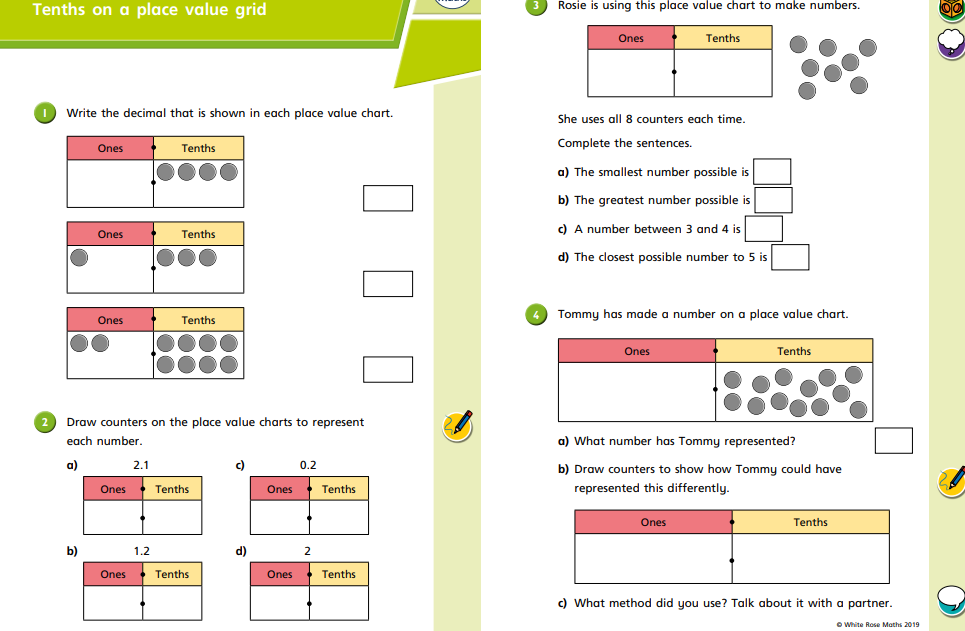 Tenths on a place value grid
1 Write the decimal that is shown in each place value chart.
Ones Tenths
Ones Tenths
Ones Tenths
2 Draw counters on the place value charts to represent
each number.
a) 2.1
Ones Tenths
c) 0.2
Ones Tenths
b) 1.2
Ones Tenths
d) 2
Ones Tenths
3 Rosie is using this place value chart to make numbers.
Ones Tenths
She uses all 8 counters each time.
Complete the sentences.
a) The smallest number possible is
b) The greatest number possible is
c) A number between 3 and 4 is
d) The closest possible number to 5 is
4 Tommy has made a number on a place value chart.
Ones Tenths
a) What number has Tommy represented?
b) Draw counters to show how Tommy could have
represented this differently.
Ones Tenths
c) What method did you use? Talk about it with a partner.
© White Rose Maths 2019